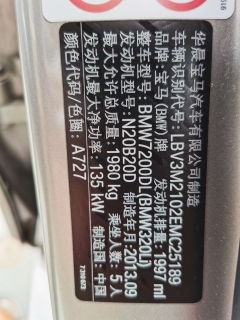 华晨宝马汽车有限公司制造
车辆识别代号: LBV3M2102EMC25189
品牌: 宝马 (BMW) 牌
整车型号: BMW7200DL(BMW320Li)
发动机型号: N20B20D 发动机排量: 1997 ml
最大允许总质量: 1980 kg 制造年月: 2013.09
发动机最大净功率: 135 kW 乘坐人数: 5人
颜色代码/色圈: A727 制造国: 中国